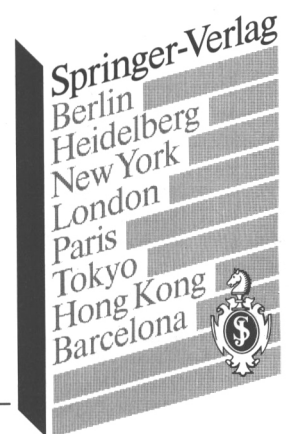 Springer-Verlag
Berlin
Heidelberg
New York
London
Paris
Tokyo
Hong Kong
Barcelona